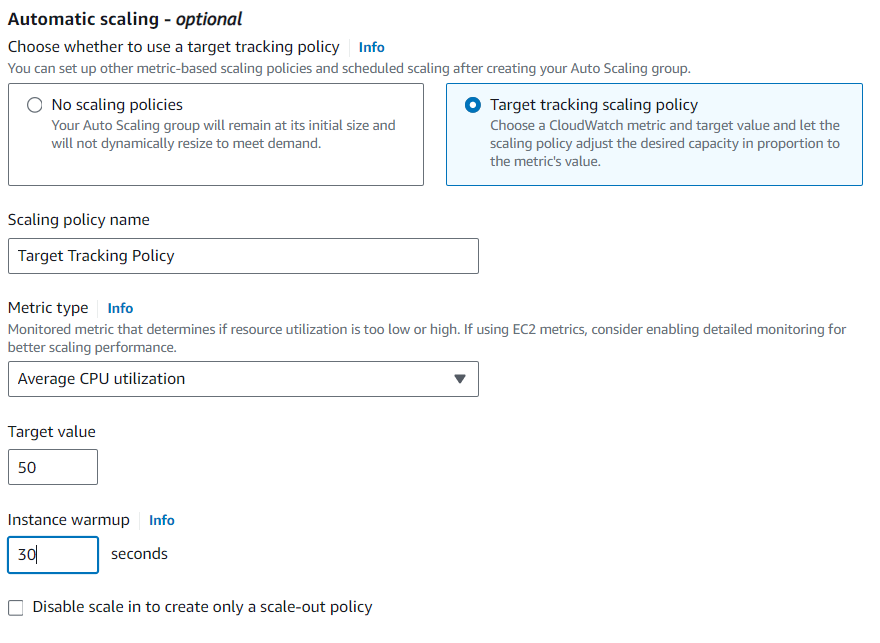 Automatic scaling - optional
Choose whether to use a target tracking policy Info
You can set up other metric-based scaling policies and scheduled scaling after creating your Auto Scaling group.
No scaling policies
Your Auto Scaling group will remain at its initial size and
will not dynamically resize to meet demand.
Target tracking scaling policy
Choose a CloudWatch metric and target value and let the
scaling policy adjust the desired capacity in proportion to
the metric's value.
Scaling policy name
Target Tracking Policy
Metric type Info
Monitored metric that determines if resource utilization is too low or high. If using EC2 metrics, consider enabling detailed monitoring for
better scaling performance.
Average CPU utilization
Target value
50
Instance warmup Info
30 seconds
Disable scale in to create only a scale-out policy